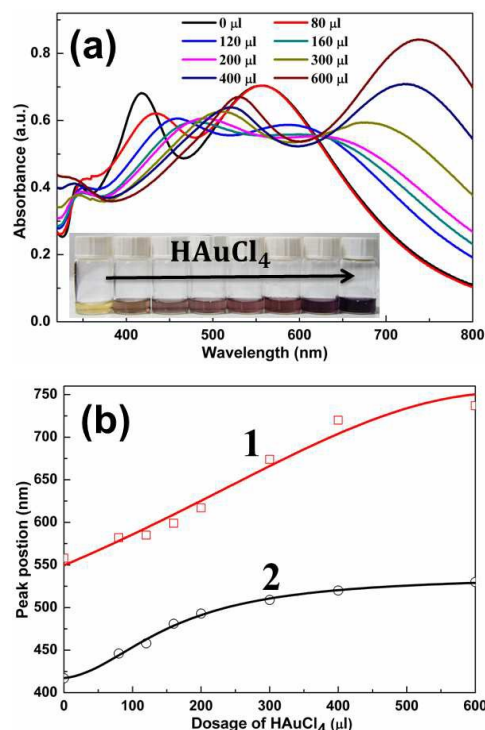 (a)
0 µl 80 µl
120 µl 160 µl
200 µl 300 µl
400 µl 600 µl
Absorbance (a.u.)
0.8
0.6
0.4
0.2
0.0
HAuCl4
400 500 600 700 800
Wavelength (nm)
(b)
1
2
Peak postion (nm)
750
700
650
600
550
500
450
400
0 100 200 300 400 500 600
Dosage of HAuCl4 (µl)